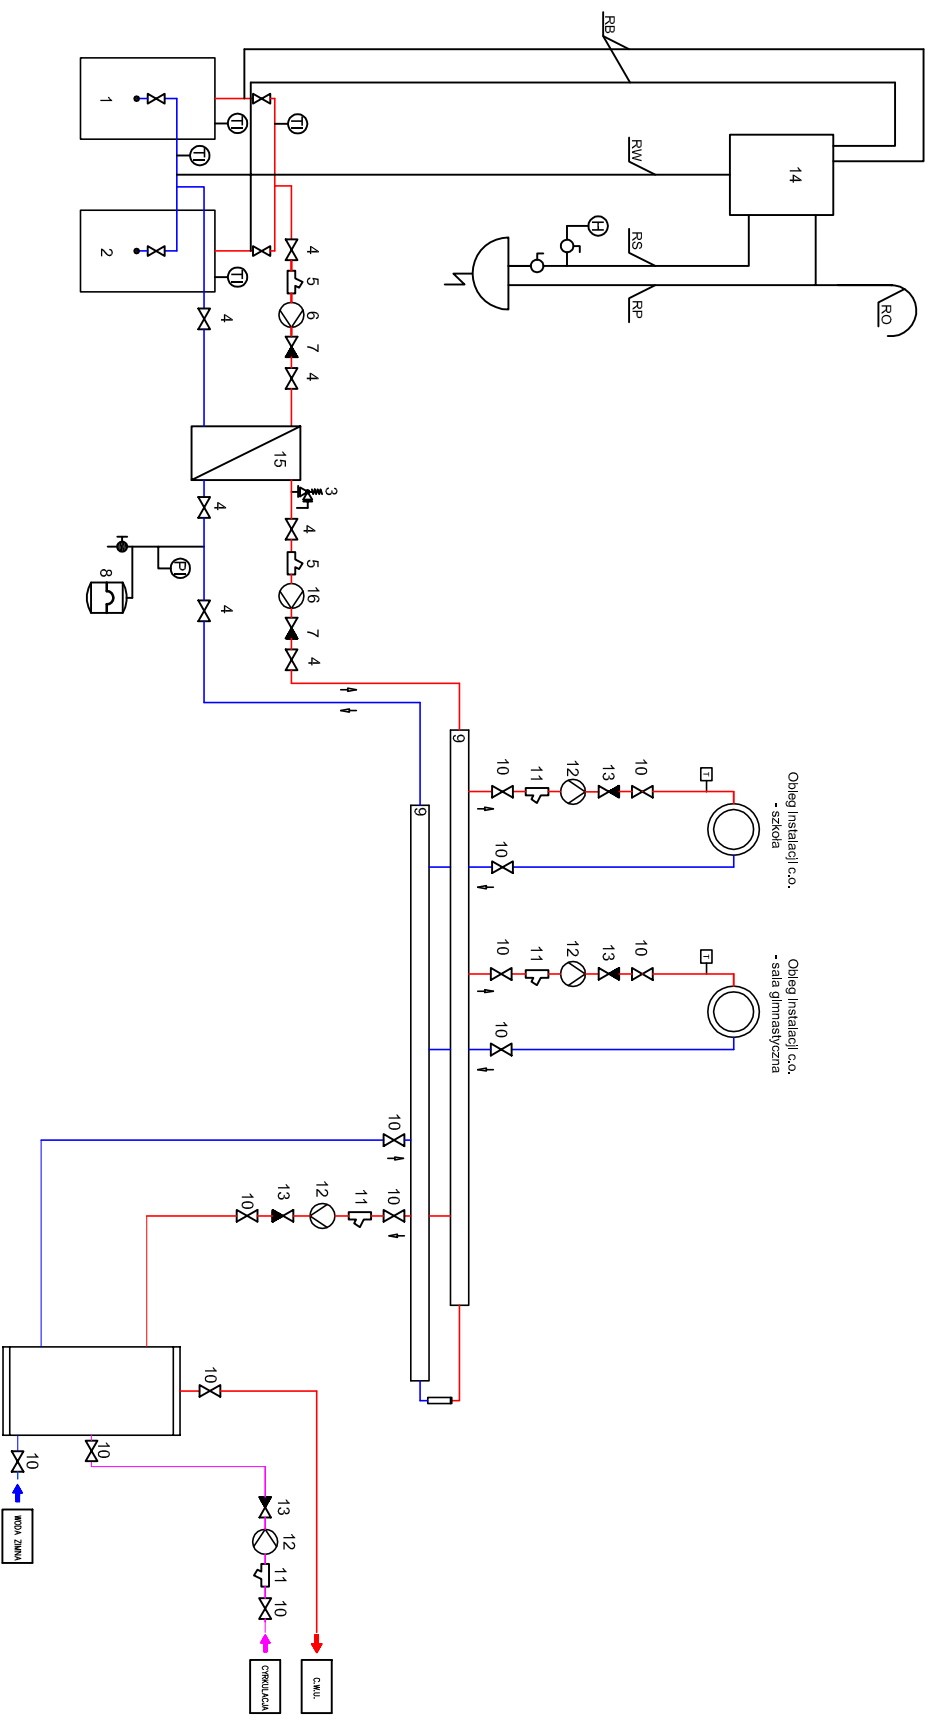 RO
RB
Obieg Instalacji c.o.
- szkoła
Obieg Instalacji c.o.
- sala gimnastyczna
14
T
T
RW
RS
RP
10
10
13
13
H
12
12
11
11
10
10
10
10
9
9
10
10
11
3
12
4
5
6
7
4
4
5
16
7
4
C.W.U.
TI
13
13
12
11
10
15
CYRKULACJA
10
TI
TI
4
4
4
10
TI
PI
1
2
8
10
10
WODA ZIMNA